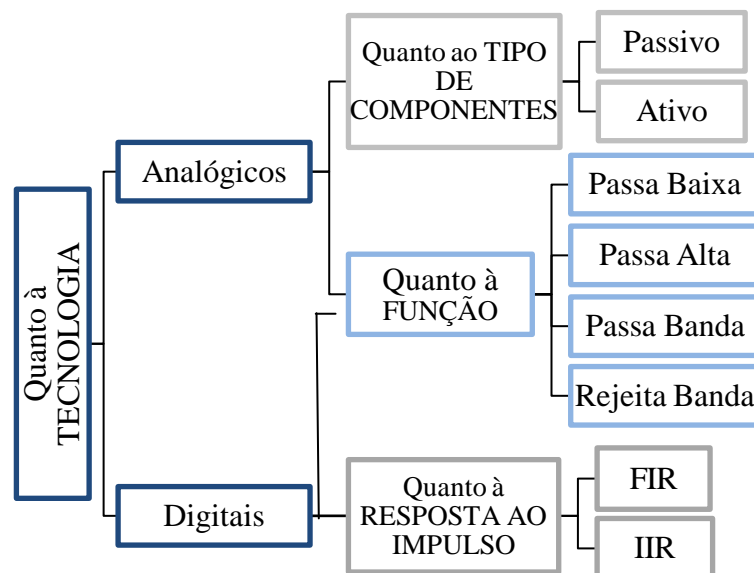 Quanto à
TECNOLOGIA
Analógicos
Quanto ao TIPO
DE
COMPONENTES
Passivo
Ativo
Quanto à
FUNÇÃO
Passa Baixa
Passa Alta
Passa Banda
Rejeita Banda
Digitais
Quanto à
RESPOSTA AO
IMPULSO
FIR
IIR